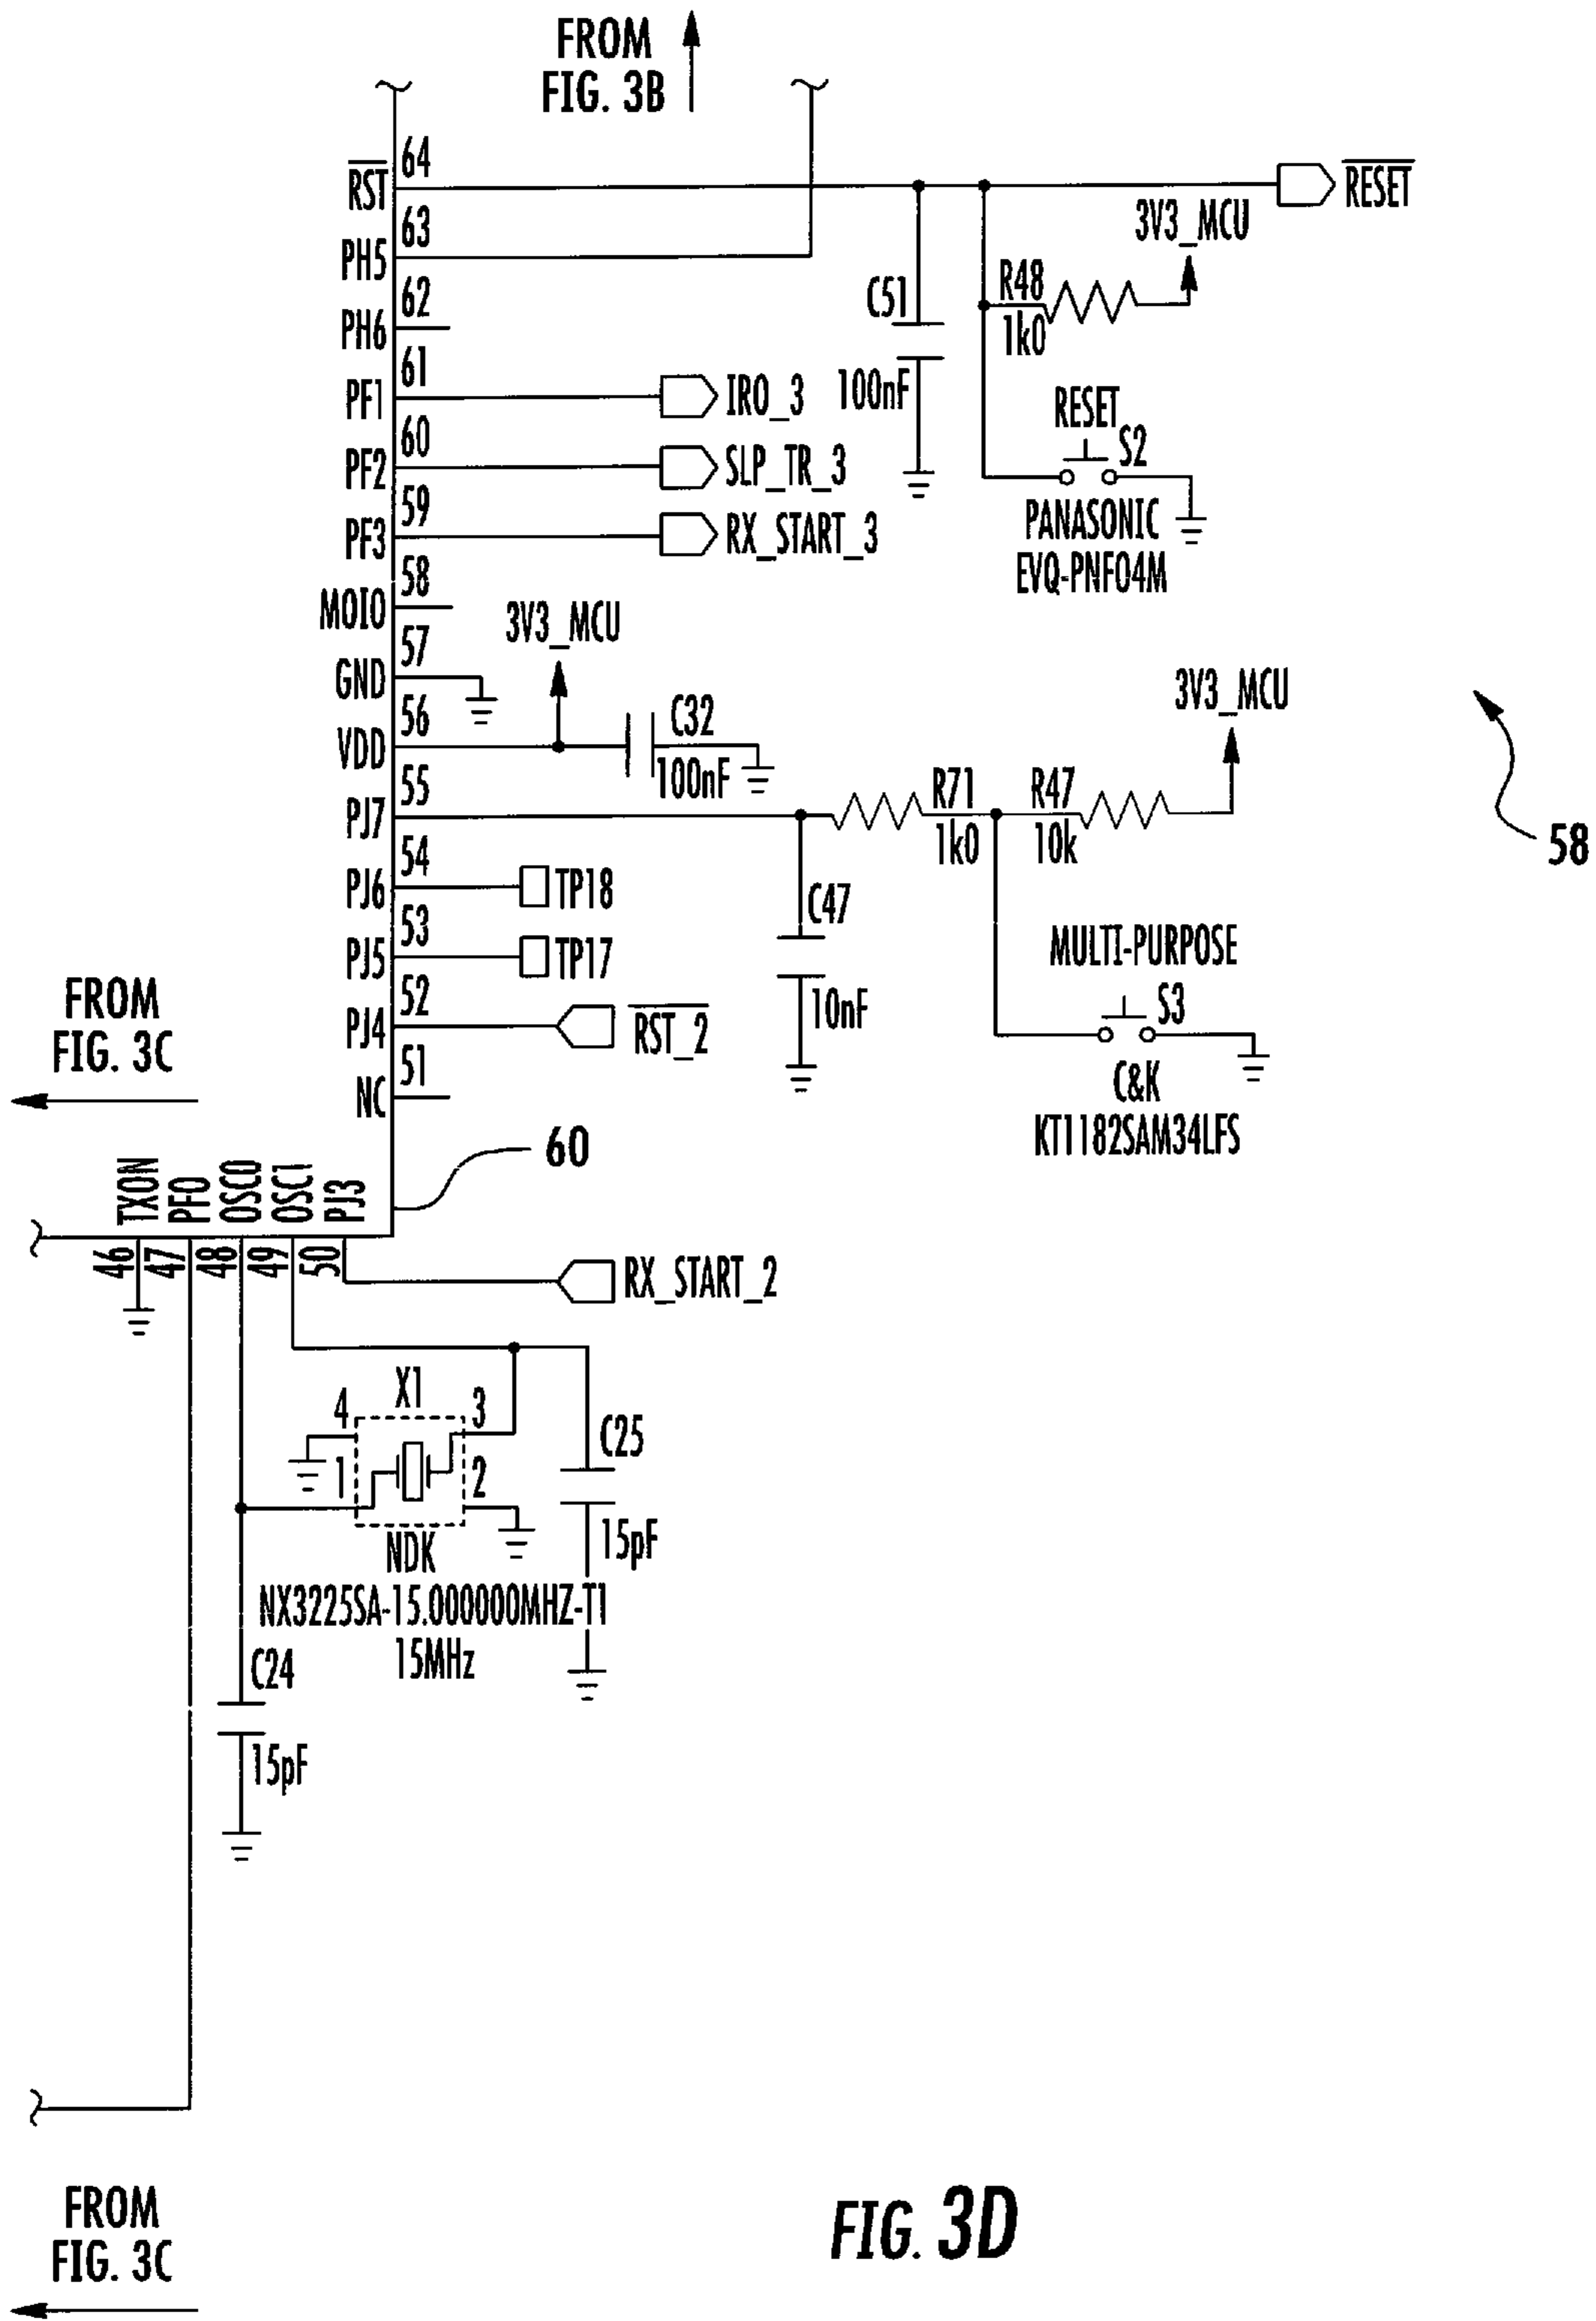 FROM
FIG. 3B
64
RST
RESET
63
PH5
3V3_MCU
62
PH6
C51
R48
1k0
61
PF1
IRO_3
100nF
RESET
60
PF2
SLP_TR_3
S2
59
PF3
RX_START_3
PANASONIC
EVQ-PNF04M
58
MOIO
3V3_MCU
57
GND
3V3_MCU
56
VDD
C32
100nF
55
PJ7
R71
1k0
R47
10k
58
54
PJ6
TP18
C47
53
PJ5
TP17
MULTI-PURPOSE
FROM
FIG. 3C
52
PJ4
RST_2
10nF
S3
51
NC
C&K
KT1182SAM34LFS
60
TXON
PFO
OSC0
OSC1
PJ3
46
47
48
49
50
RX_START_2
X1
4
3
1
2
C25
15pF
NDK
NX3225SA-15.000000MHZ-T1
15MHz
C24
15pF
FROM
FIG. 3C
FIG. 3D